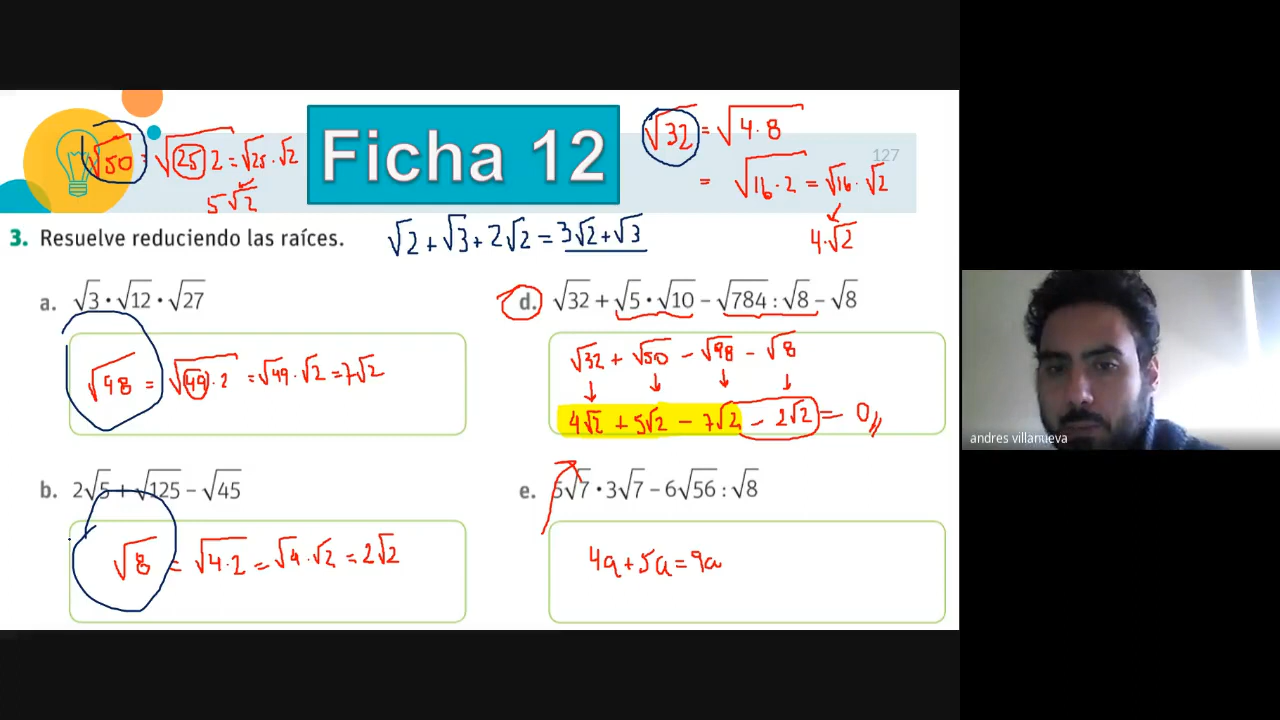 Ficha 12
127
√50 = √25 2 = √25 · √2
5√2
√32 = √4·8
= √16·2 = √16 · √2
4·√2
3. Resuelve reduciendo las raíces.
√2 + √3 + 2√2 = 3√2 + √3
a. √3 · √12 · √27
√98 = √49·2 = √49 · √2 = 7√2
b. 2√5 + √125 − √45
√8 = √4·2 = √4 · √2 = 2√2
d. √32 + √5 · √10 − √784 : √8 − √8
√32 + √50 − √98 − √8
4√2 + 5√2 − 7√2 − 2√2 = 0
e. 5√7 · 3√7 − 6√56 : √8
4a + 5a = 9a
andres villanueva